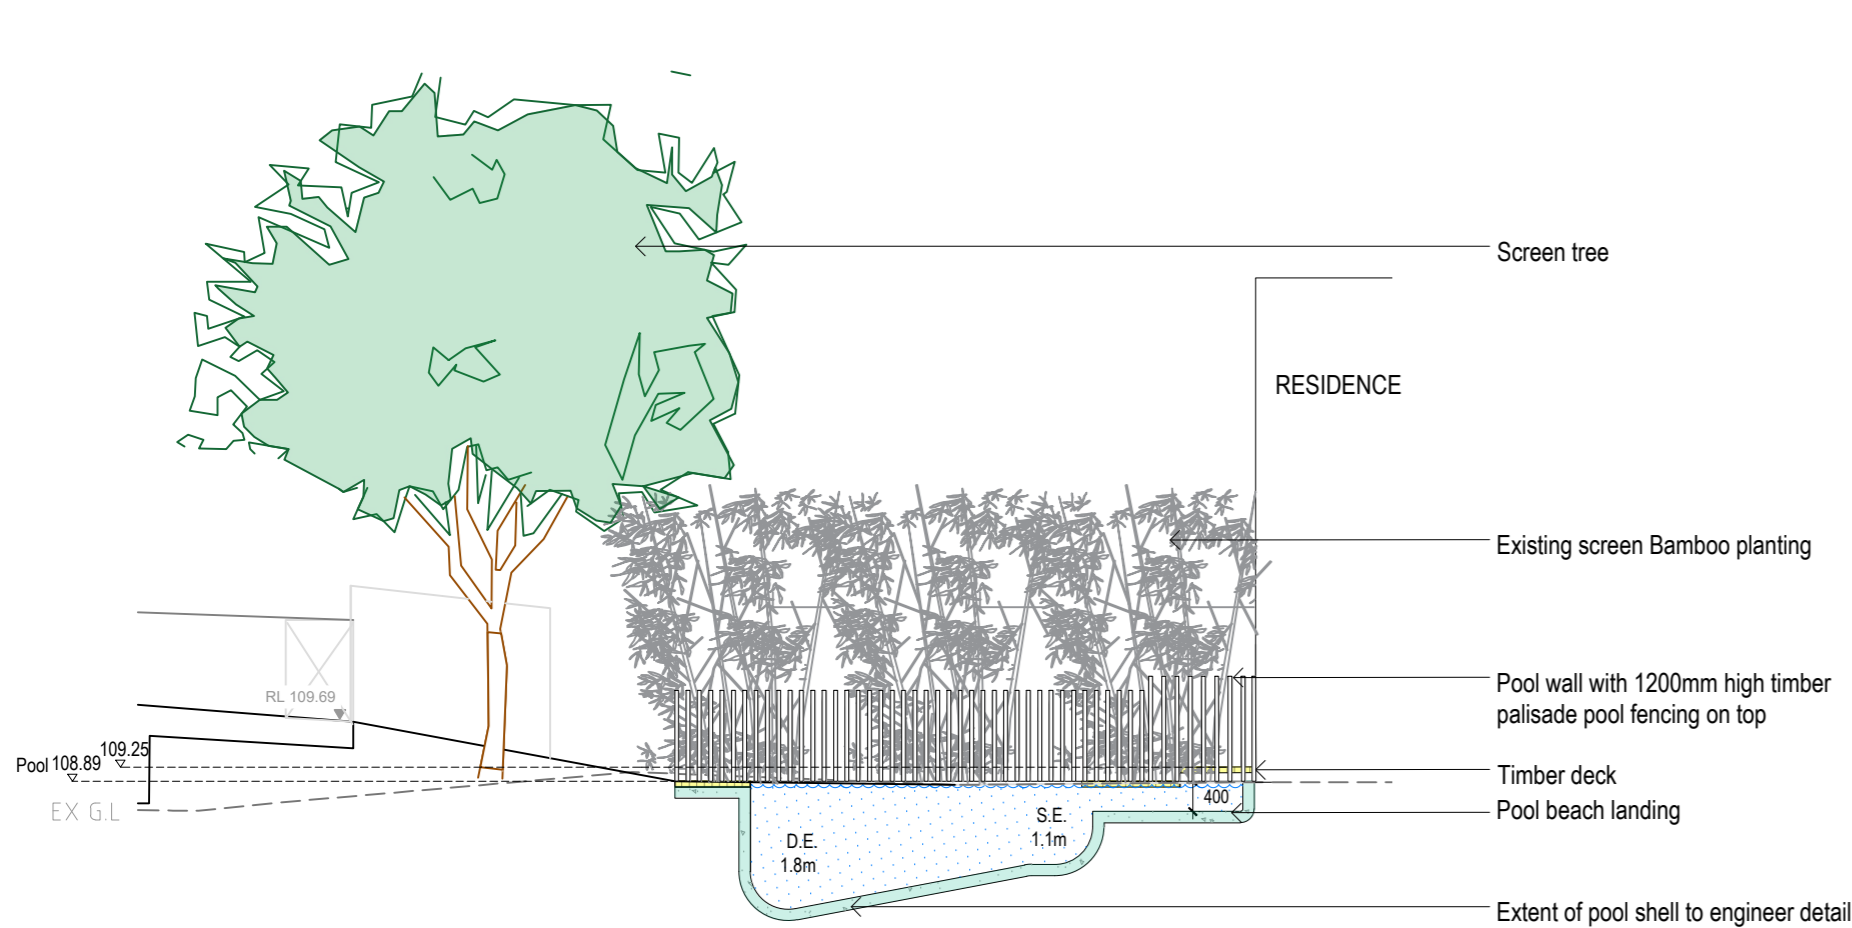 Screen tree
RESIDENCE
Existing screen Bamboo planting
Pool wall with 1200mm high timber
palisade pool fencing on top
RL 109.69
109.25
Pool 108.89
EX G.L
Timber deck
400
Pool beach landing
S.E.
1.1m
D.E.
1.8m
Extent of pool shell to engineer detail